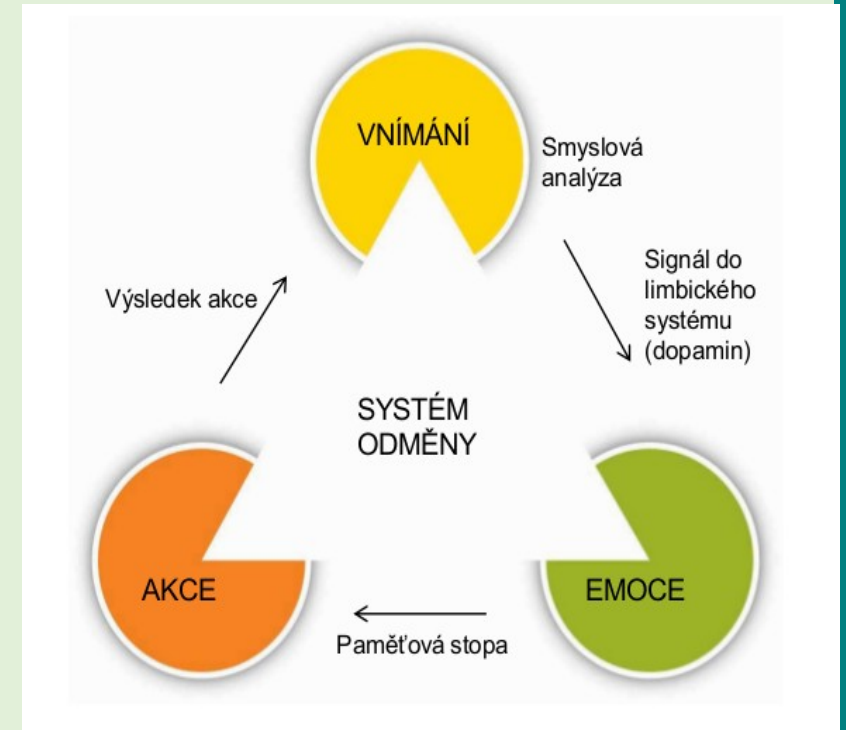 VNÍMÁNÍ
Smyslová
analýza
Signál do
limbického
systému
(dopamin)
Výsledek akce
SYSTÉM
ODMĚNY
AKCE
EMOCE
Paměťová stopa